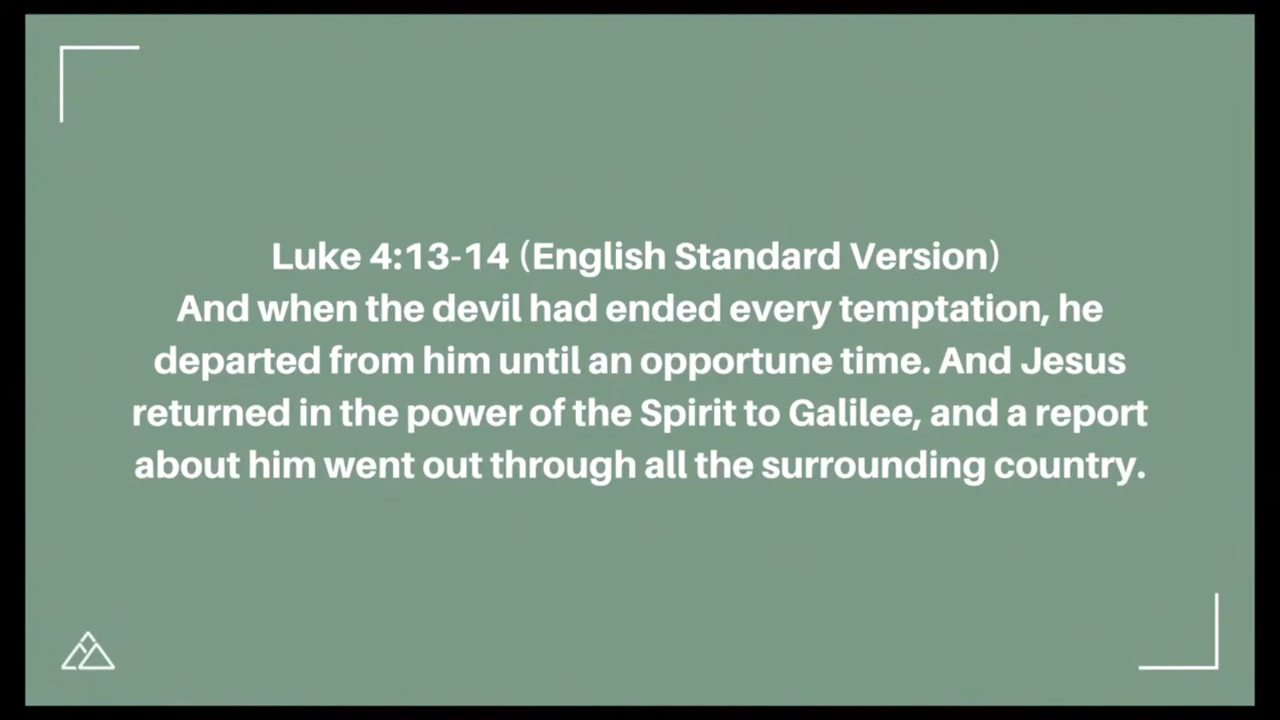 Luke 4:13-14 (English Standard Version)
And when the devil had ended every temptation, he
departed from him until an opportune time. And Jesus
returned in the power of the Spirit to Galilee, and a report
about him went out through all the surrounding country.